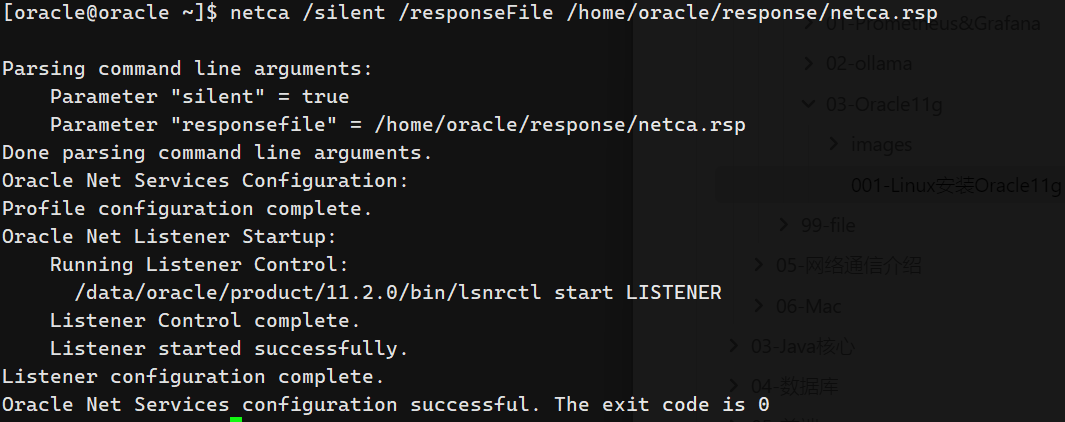 [oracle@oracle ~]$ netca /silent /responseFile /home/oracle/response/netca.rsp
Parsing command line arguments:
Parameter "silent" = true
Parameter "responsefile" = /home/oracle/response/netca.rsp
Done parsing command line arguments.
Oracle Net Services Configuration:
Profile configuration complete.
Oracle Net Listener Startup:
Running Listener Control:
/data/oracle/product/11.2.0/bin/lsnrctl start LISTENER
Listener Control complete.
Listener started successfully.
Listener configuration complete.
Oracle Net Services configuration successful. The exit code is 0
01-Prometheus&Grafana
02-ollama
03-Oracle11g
images
001-Linux安装Oracle11g
99-file
05-网络通信介绍
06-Mac
03-Java核心
04-数据库